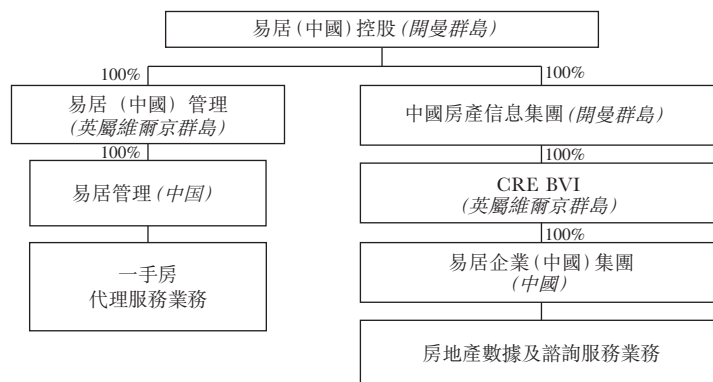 易居(中國)控股(開曼群島)
100%
100%
易居（中國）管理
(英屬維爾京群島)
中國房產信息集團(開曼群島)
100%
100%
易居管理(中国)
CRE BVI
(英屬維爾京群島)
100%
一手房
代理服務業務
易居企業(中國)集團
(中國)
房地產數據及諮詢服務業務